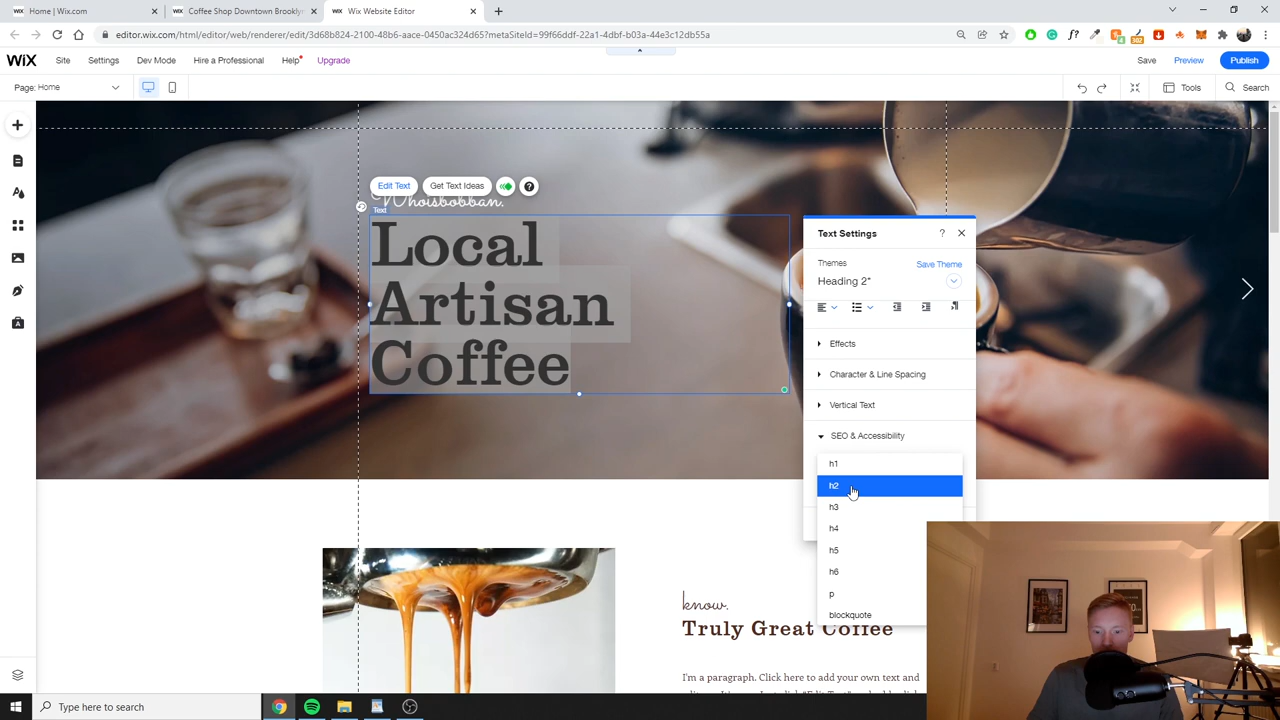 Home | Wix.com
Coffee Shop Downtown Brooklyn
Wix Website Editor
editor.wix.com/html/editor/web/renderer/edit/3d68b824-2100-48b6-aace-0450ac324d65?metaSiteId=99f66ddf-22a1-4dbf-b03a-44e3c12db55a
WiX
Site
Settings
Dev Mode
Hire a Professional
Help
Upgrade
Save
Preview
Publish
Page: Home
Tools
Search
Edit Text
Get Text Ideas
Whoisbobban.
Text
Local
Artisan
Coffee
Text Settings
?
Themes
Save Theme
Heading 2*
Effects
Character & Line Spacing
Vertical Text
SEO & Accessibility
h1
h2
h3
h4
h5
h6
p
blockquote
know.
Truly Great Coffee
I'm a paragraph. Click here to add your own text and
Type here to search